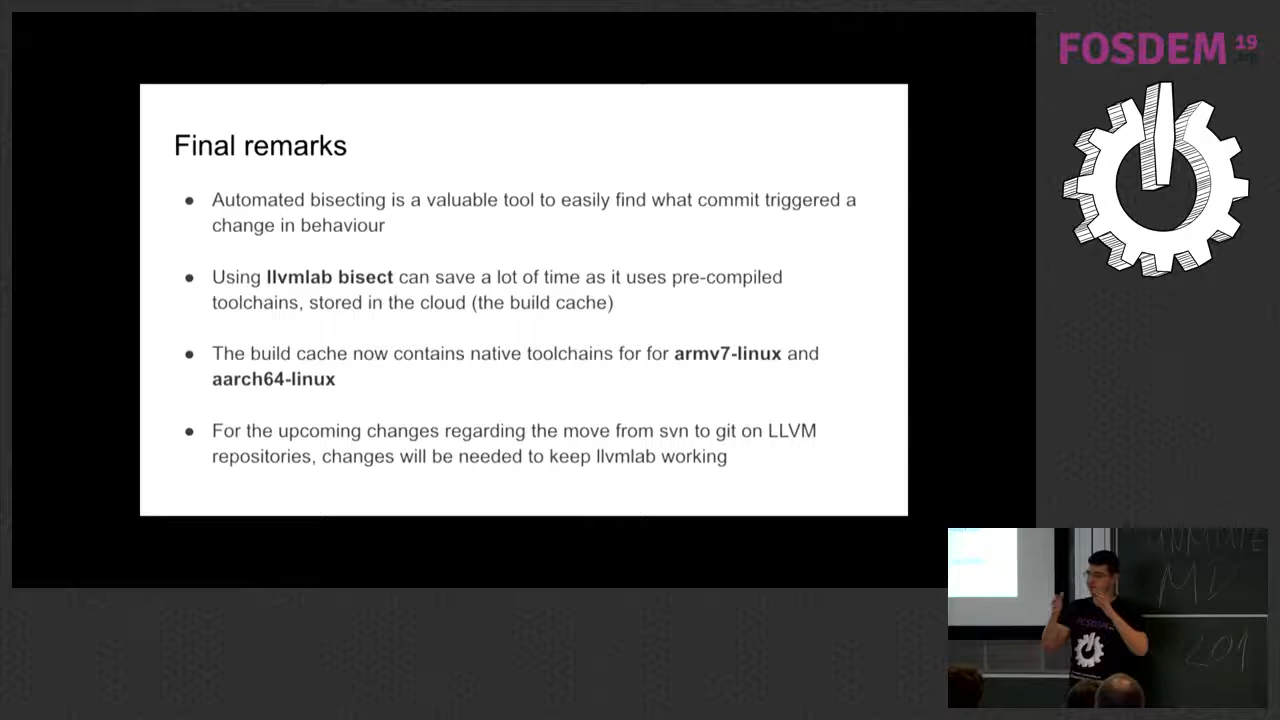 FOSDEM 19
.org
Final remarks
● Automated bisecting is a valuable tool to easily find what commit triggered a
change in behaviour
● Using llvmlab bisect can save a lot of time as it uses pre-compiled
toolchains, stored in the cloud (the build cache)
● The build cache now contains native toolchains for for armv7-linux and
aarch64-linux
● For the upcoming changes regarding the move from svn to git on LLVM
repositories, changes will be needed to keep llvmlab working
MD
FOSDEM